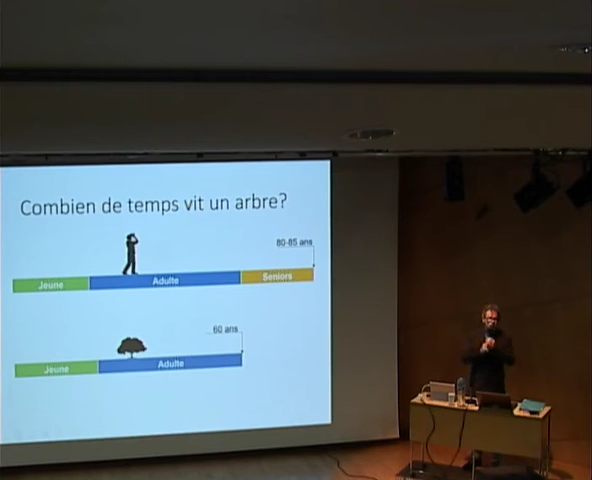 Combien de temps vit un arbre?
80-85 ans
Jeune
Adulte
Seniors
60 ans
Jeune
Adulte